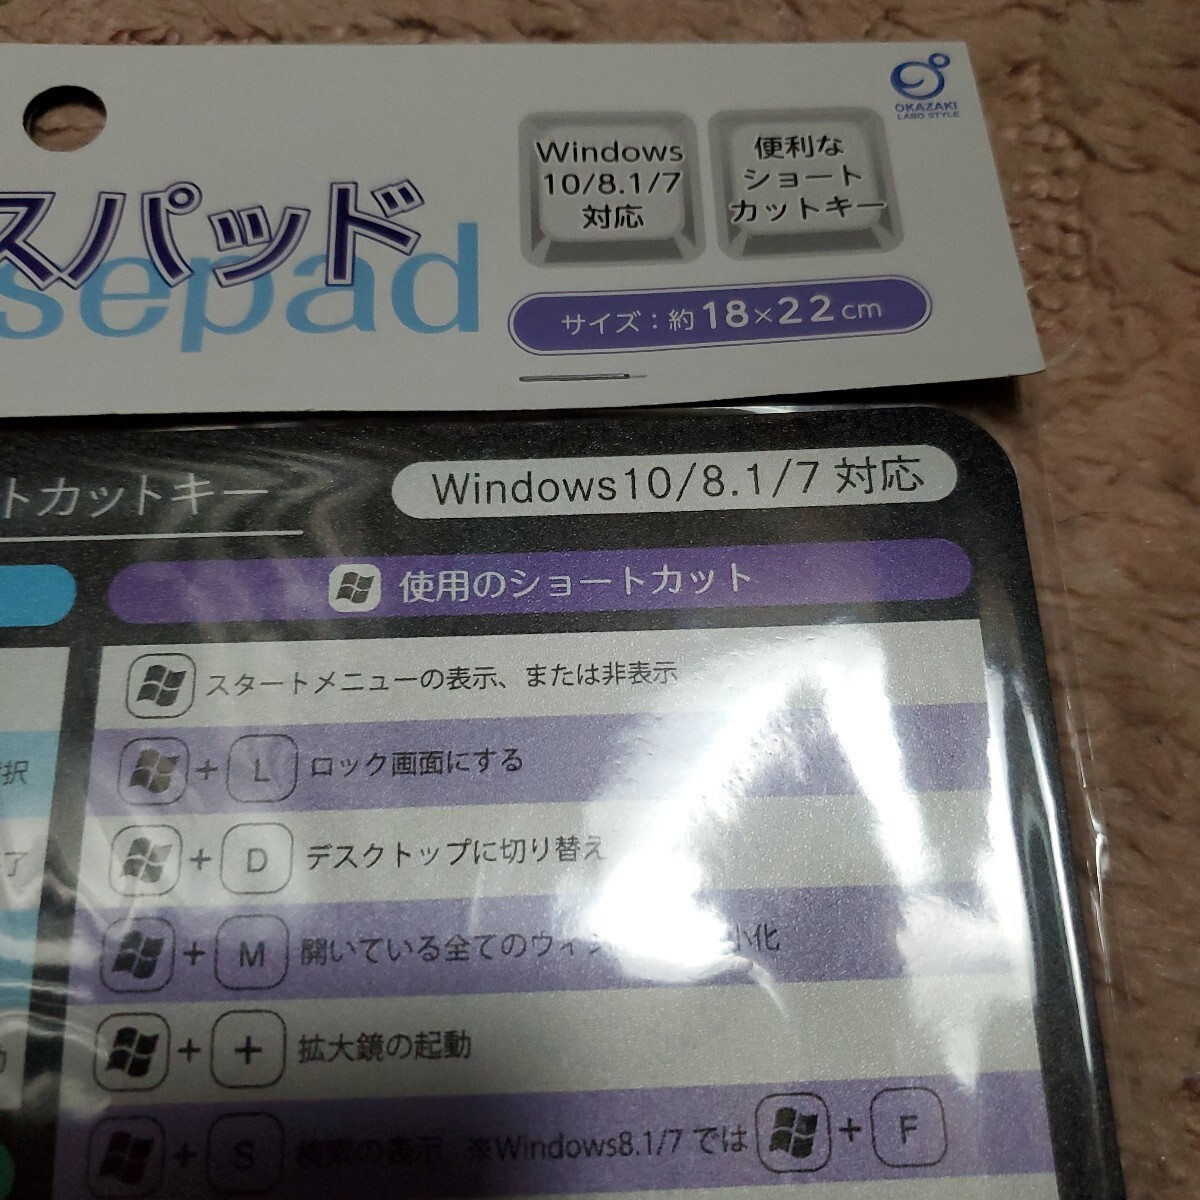 OKAZAKI
LABO STYLE
Windows
10/8.1/7
対応
便利な
ショート
カットキー
スパッド
sepad
サイズ：約18×22cm
トカットキー
Windows10/8.1/7 対応
使用のショートカット
スタートメニューの表示、または非表示
+ L ロック画面にする
択
+ D デスクトップに切り替え
了
+ M 開いている全てのウィン 小化
+ + 拡大鏡の起動
+ S 検索の表示 ※Windows8.1/7 では + F